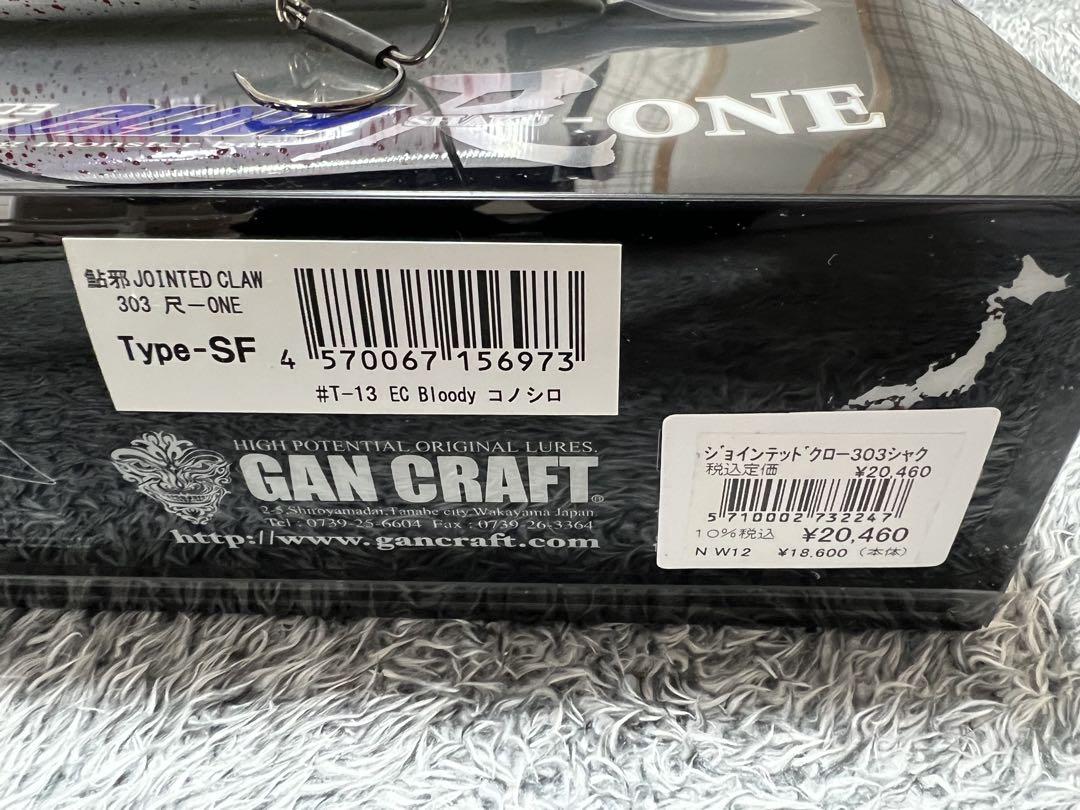 SHAKU
-ONE
鮎邪 JOINTED CLAW
303 尺-ONE
Type-SF
4 570067 156973
#T-13 EC Bloody コノシロ
HIGH POTENTIAL ORIGINAL LURES.
GAN CRAFT®
2-5,Shiroyamadai,Tanabe city,Wakayama Japan
Tel : 0739-25-6604 Fax : 0739-26-3364
http://www.gancraft.com
ジョインテッドクロー303シャク
税込定価 ¥20,460
5 710002 732247
10%税込 ¥20,460
N W12 ¥18,600 (本体)